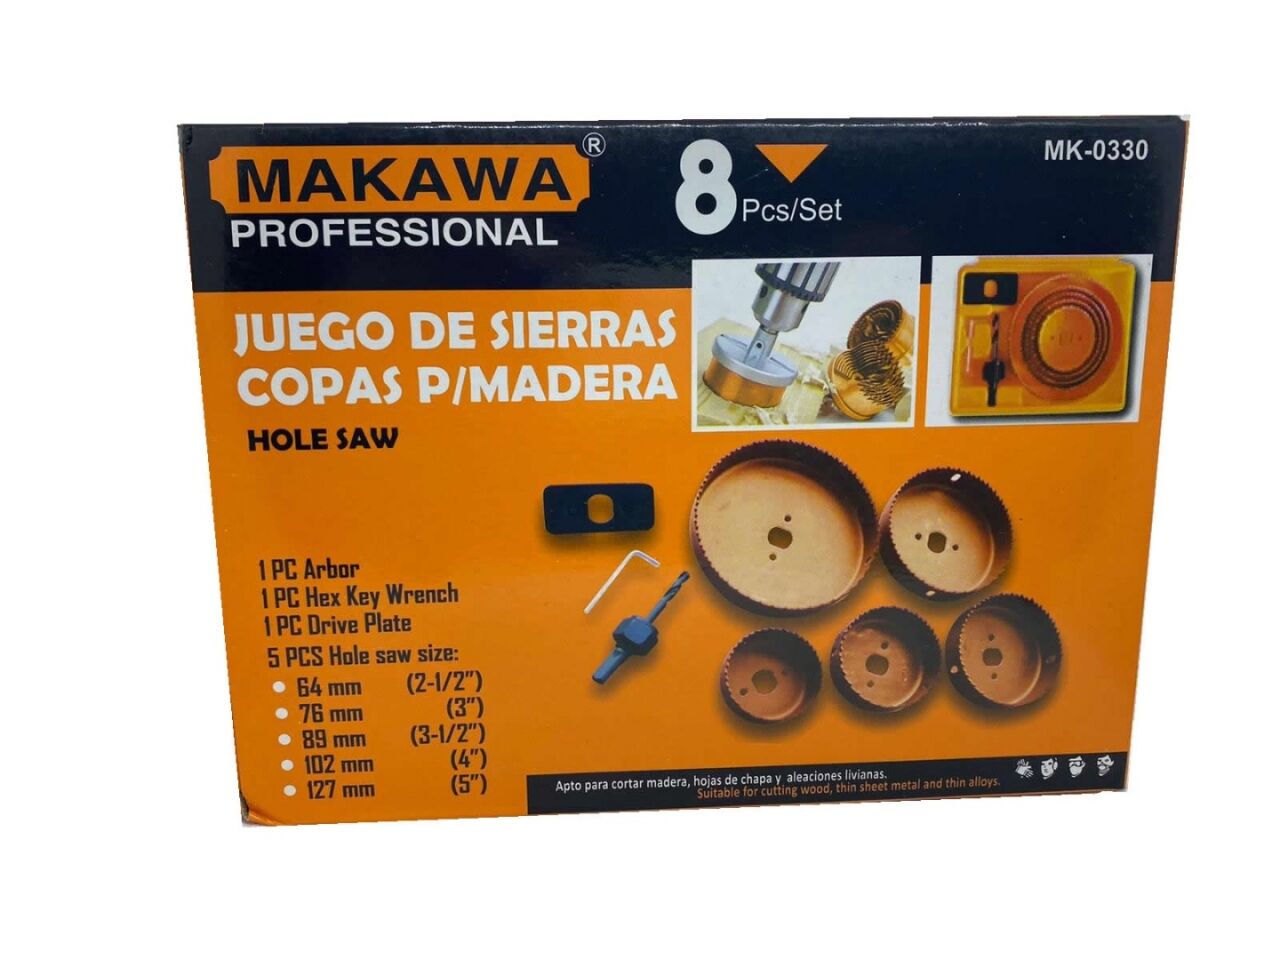 MAKAWA®
PROFESSIONAL
8 Pcs/Set
MK-0330
JUEGO DE SIERRAS
COPAS P/MADERA
HOLE SAW
1 PC Arbor
1 PC Hex Key Wrench
1 PC Drive Plate
5 PCS Hole saw size:
64 mm (2-1/2")
76 mm (3")
89 mm (3-1/2")
102 mm (4")
127 mm (5")
Apto para cortar madera, hojas de chapa y aleaciones livianas.
Suitable for cutting wood, thin sheet metal and thin alloys.